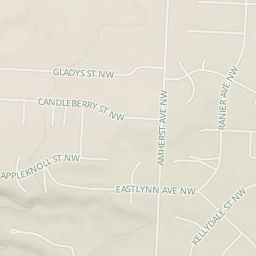 GLADYS ST NW
CANDLEBERRY ST NW
AMHERST AVE NW
RANIER AVE NW
APPLEKNOLL ST NW
EASTLYNN AVE NW
KELLYDALE ST NW